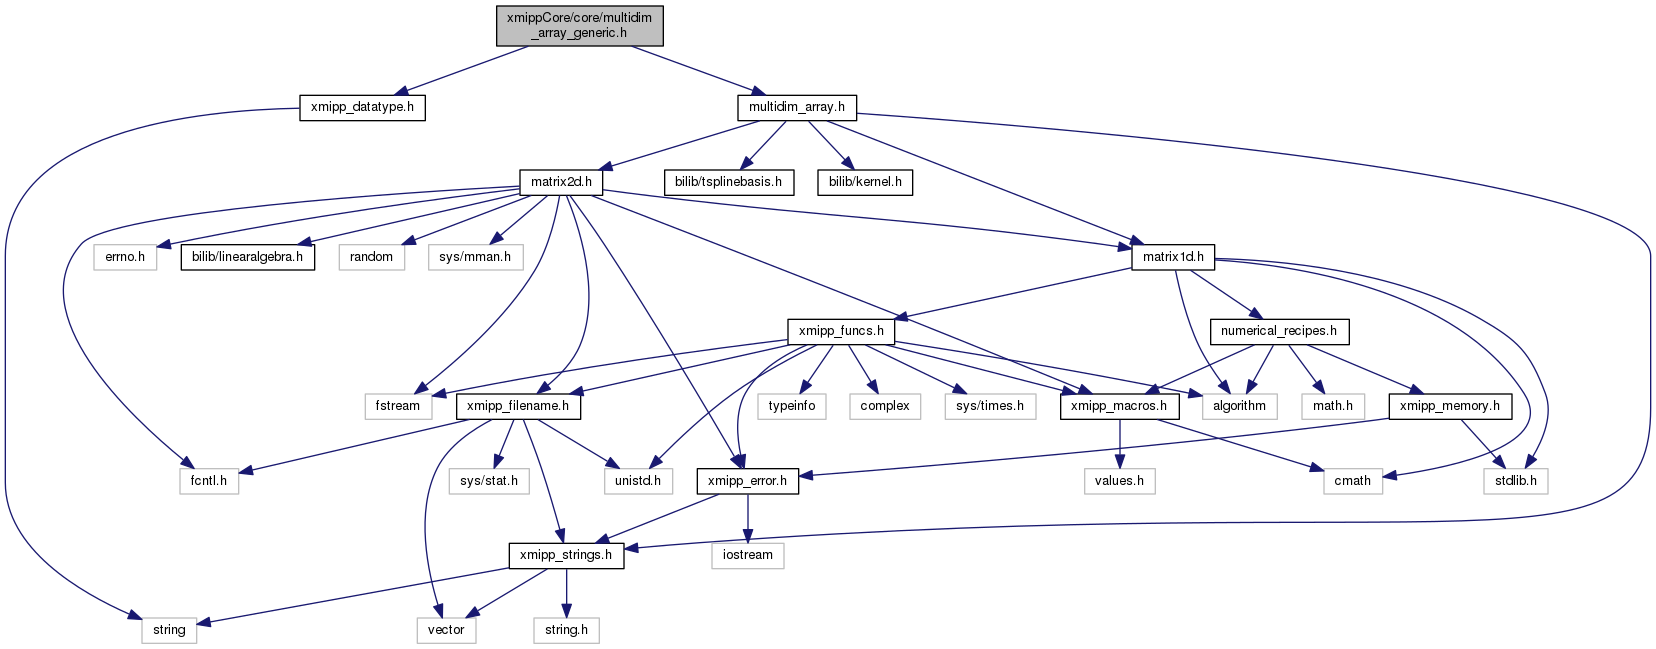 xmippCore/core/multidim
_array_generic.h
xmipp_datatype.h
multidim_array.h
matrix2d.h
bilib/tsplinebasis.h
bilib/kernel.h
errno.h
bilib/linearalgebra.h
random
sys/mman.h
matrix1d.h
xmipp_funcs.h
numerical_recipes.h
fstream
xmipp_filename.h
typeinfo
complex
sys/times.h
xmipp_macros.h
algorithm
math.h
xmipp_memory.h
fcntl.h
sys/stat.h
unistd.h
xmipp_error.h
values.h
cmath
stdlib.h
xmipp_strings.h
iostream
string
vector
string.h